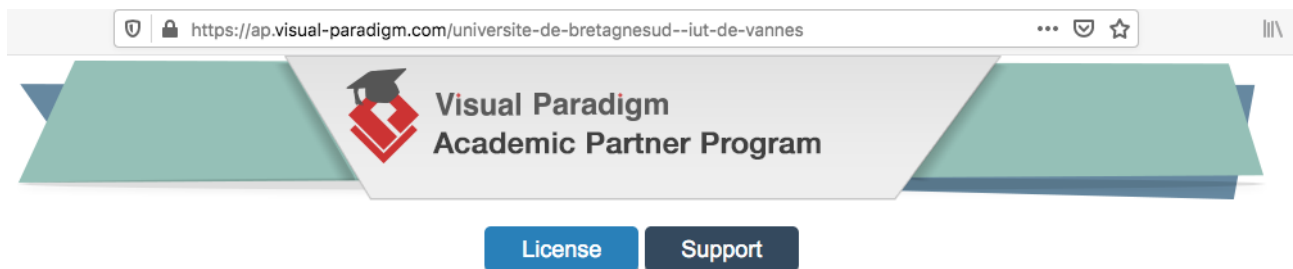 https://ap.visual-paradigm.com/universite-de-bretagnesud--iut-de-vannes
Visual Paradigm
Academic Partner Program
License Support